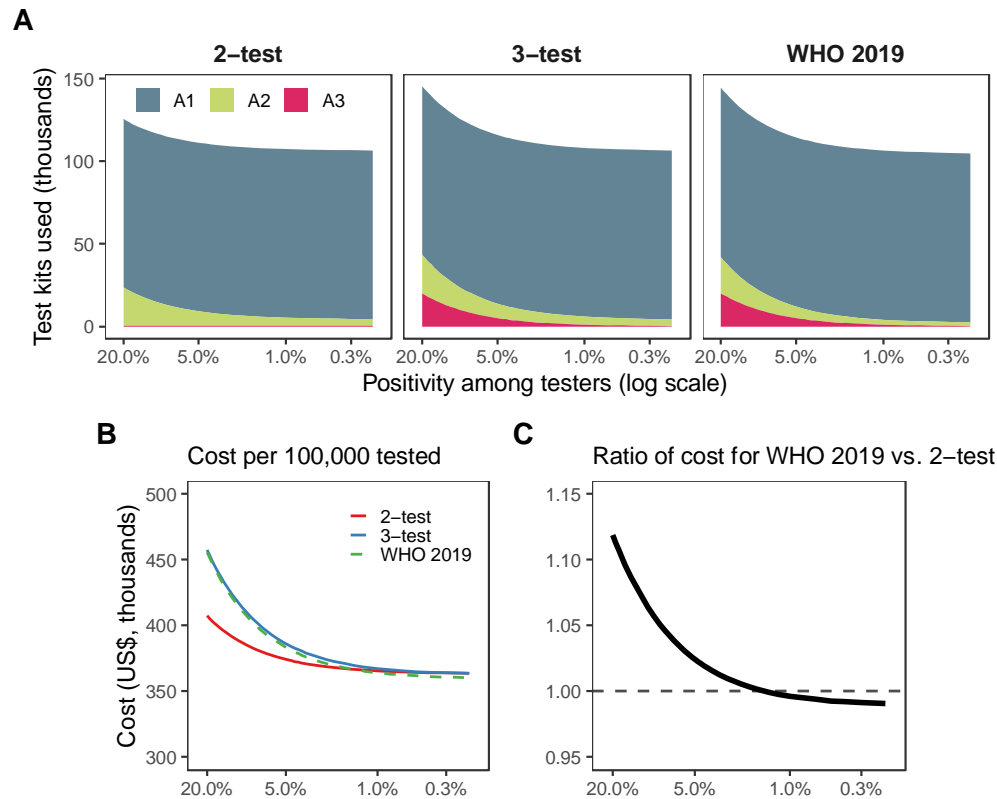 A
2−test
3−test
WHO 2019
Test kits used (thousands)
150
100
50
0
A1
A2
A3
20.0%
5.0%
1.0%
0.3%
20.0%
5.0%
1.0%
0.3%
20.0%
5.0%
1.0%
0.3%
Positivity among testers (log scale)
B
Cost per 100,000 tested
Cost (US$, thousands)
500
450
400
350
300
2−test
3−test
WHO 2019
20.0%
5.0%
1.0%
0.3%
C
Ratio of cost for WHO 2019 vs. 2−test
1.15
1.10
1.05
1.00
0.95
20.0%
5.0%
1.0%
0.3%